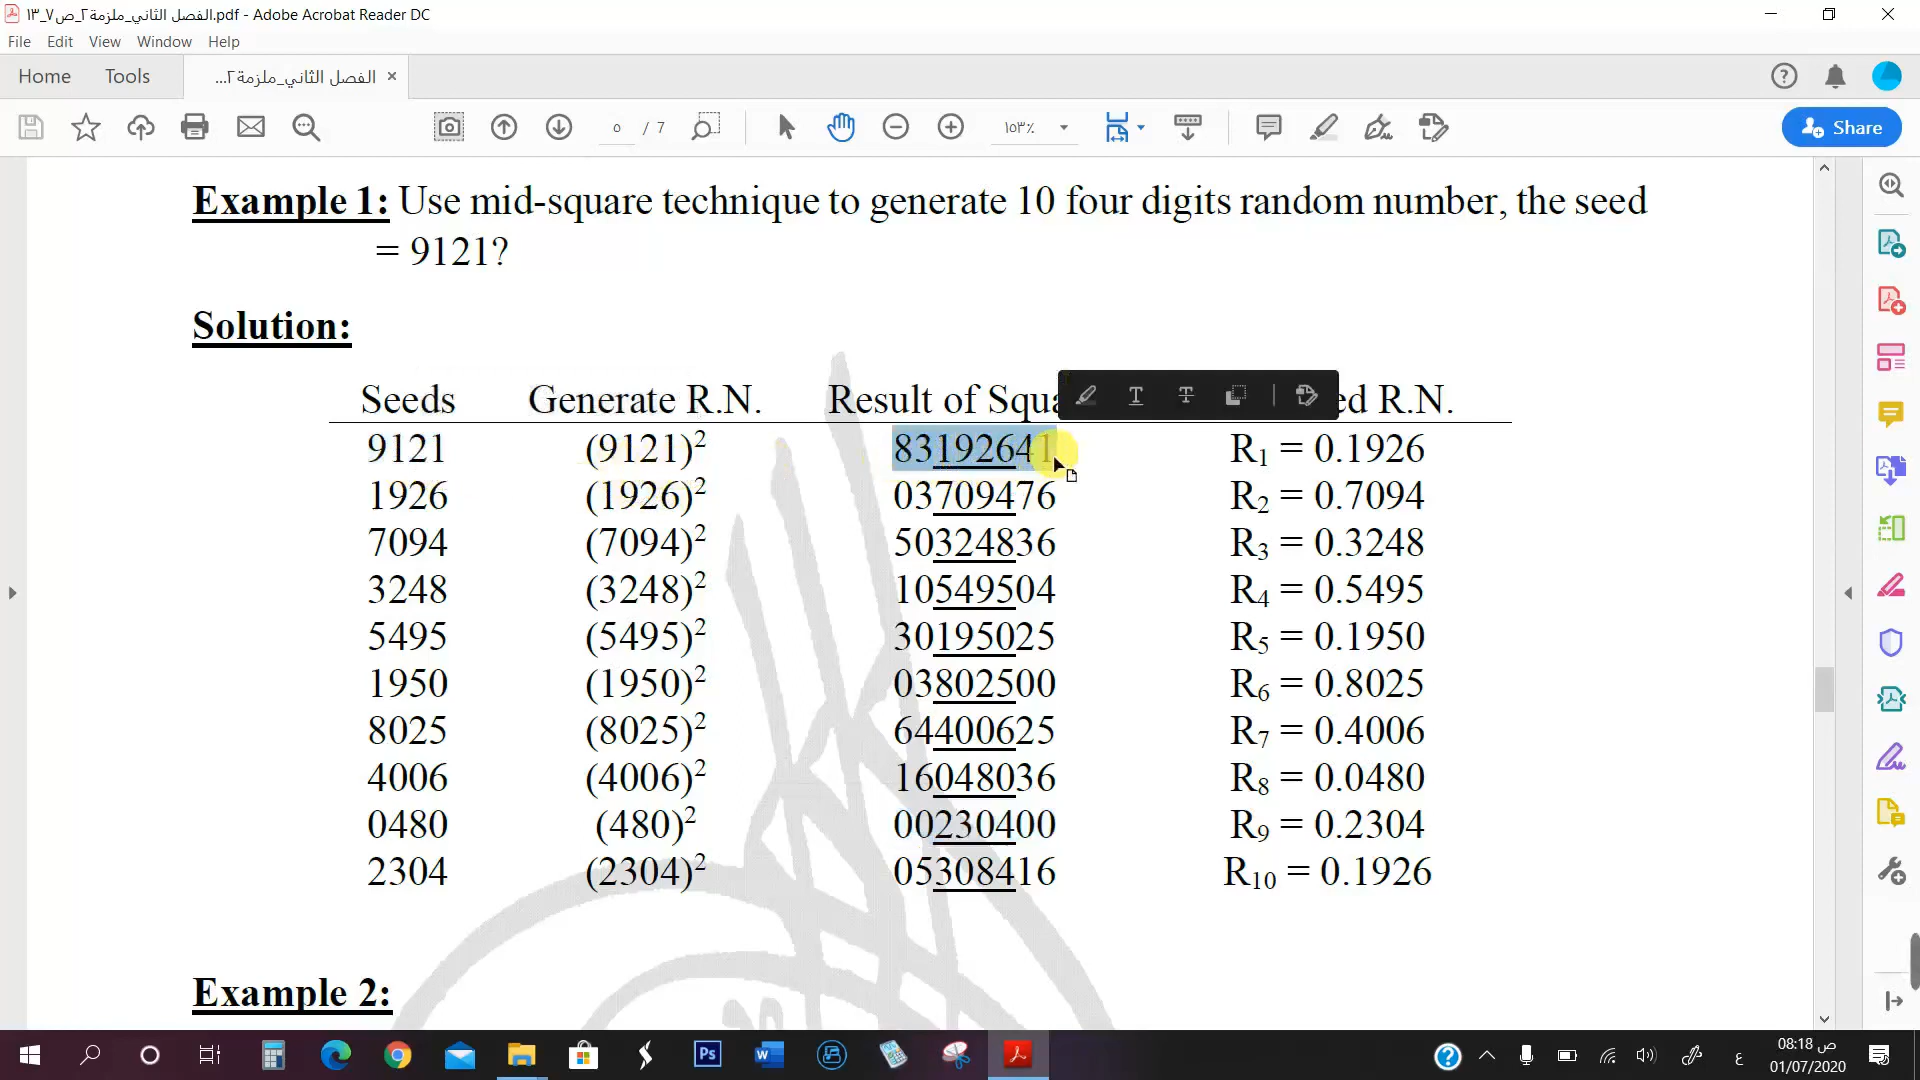 الفصل الثاني_ملزمة٢_ص٧_١٣.pdf - Adobe Acrobat Reader DC
File Edit View Window Help
Home Tools الفصل الثاني_ملزمة٢... ×
٥ / 7 ١٥٣٪ Share
Example 1: Use mid-square technique to generate 10 four digits random number, the seed
= 9121?
Solution:
Seeds Generate R.N. Result of Squa ed R.N.
9121 (9121)² 83192641 R₁ = 0.1926
1926 (1926)² 03709476 R₂ = 0.7094
7094 (7094)² 50324836 R₃ = 0.3248
3248 (3248)² 10549504 R₄ = 0.5495
5495 (5495)² 30195025 R₅ = 0.1950
1950 (1950)² 03802500 R₆ = 0.8025
8025 (8025)² 64400625 R₇ = 0.4006
4006 (4006)² 16048036 R₈ = 0.0480
0480 (480)² 00230400 R₉ = 0.2304
2304 (2304)² 05308416 R₁₀ = 0.1926
Example 2:
Ps W ع 08:18 ص
01/07/2020